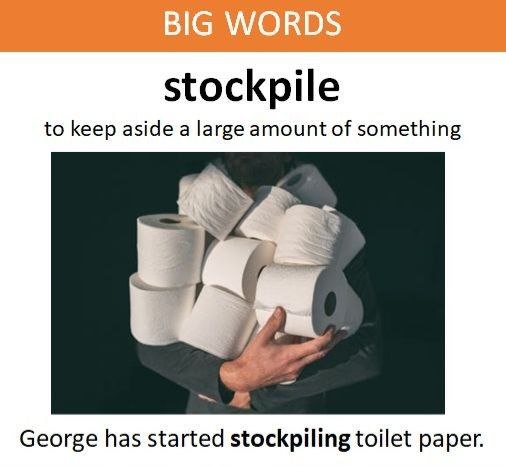 BIG WORDS
stockpile
to keep aside a large amount of something
George has started stockpiling toilet paper.